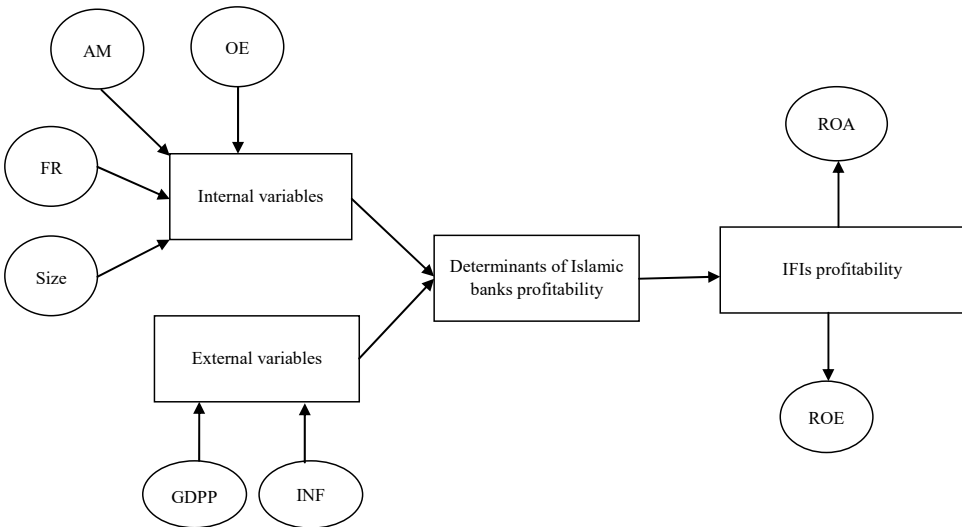 AM
OE
FR
Size
Internal variables
External variables
GDPP
INF
Determinants of Islamic
banks profitability
ROA
IFIs profitability
ROE